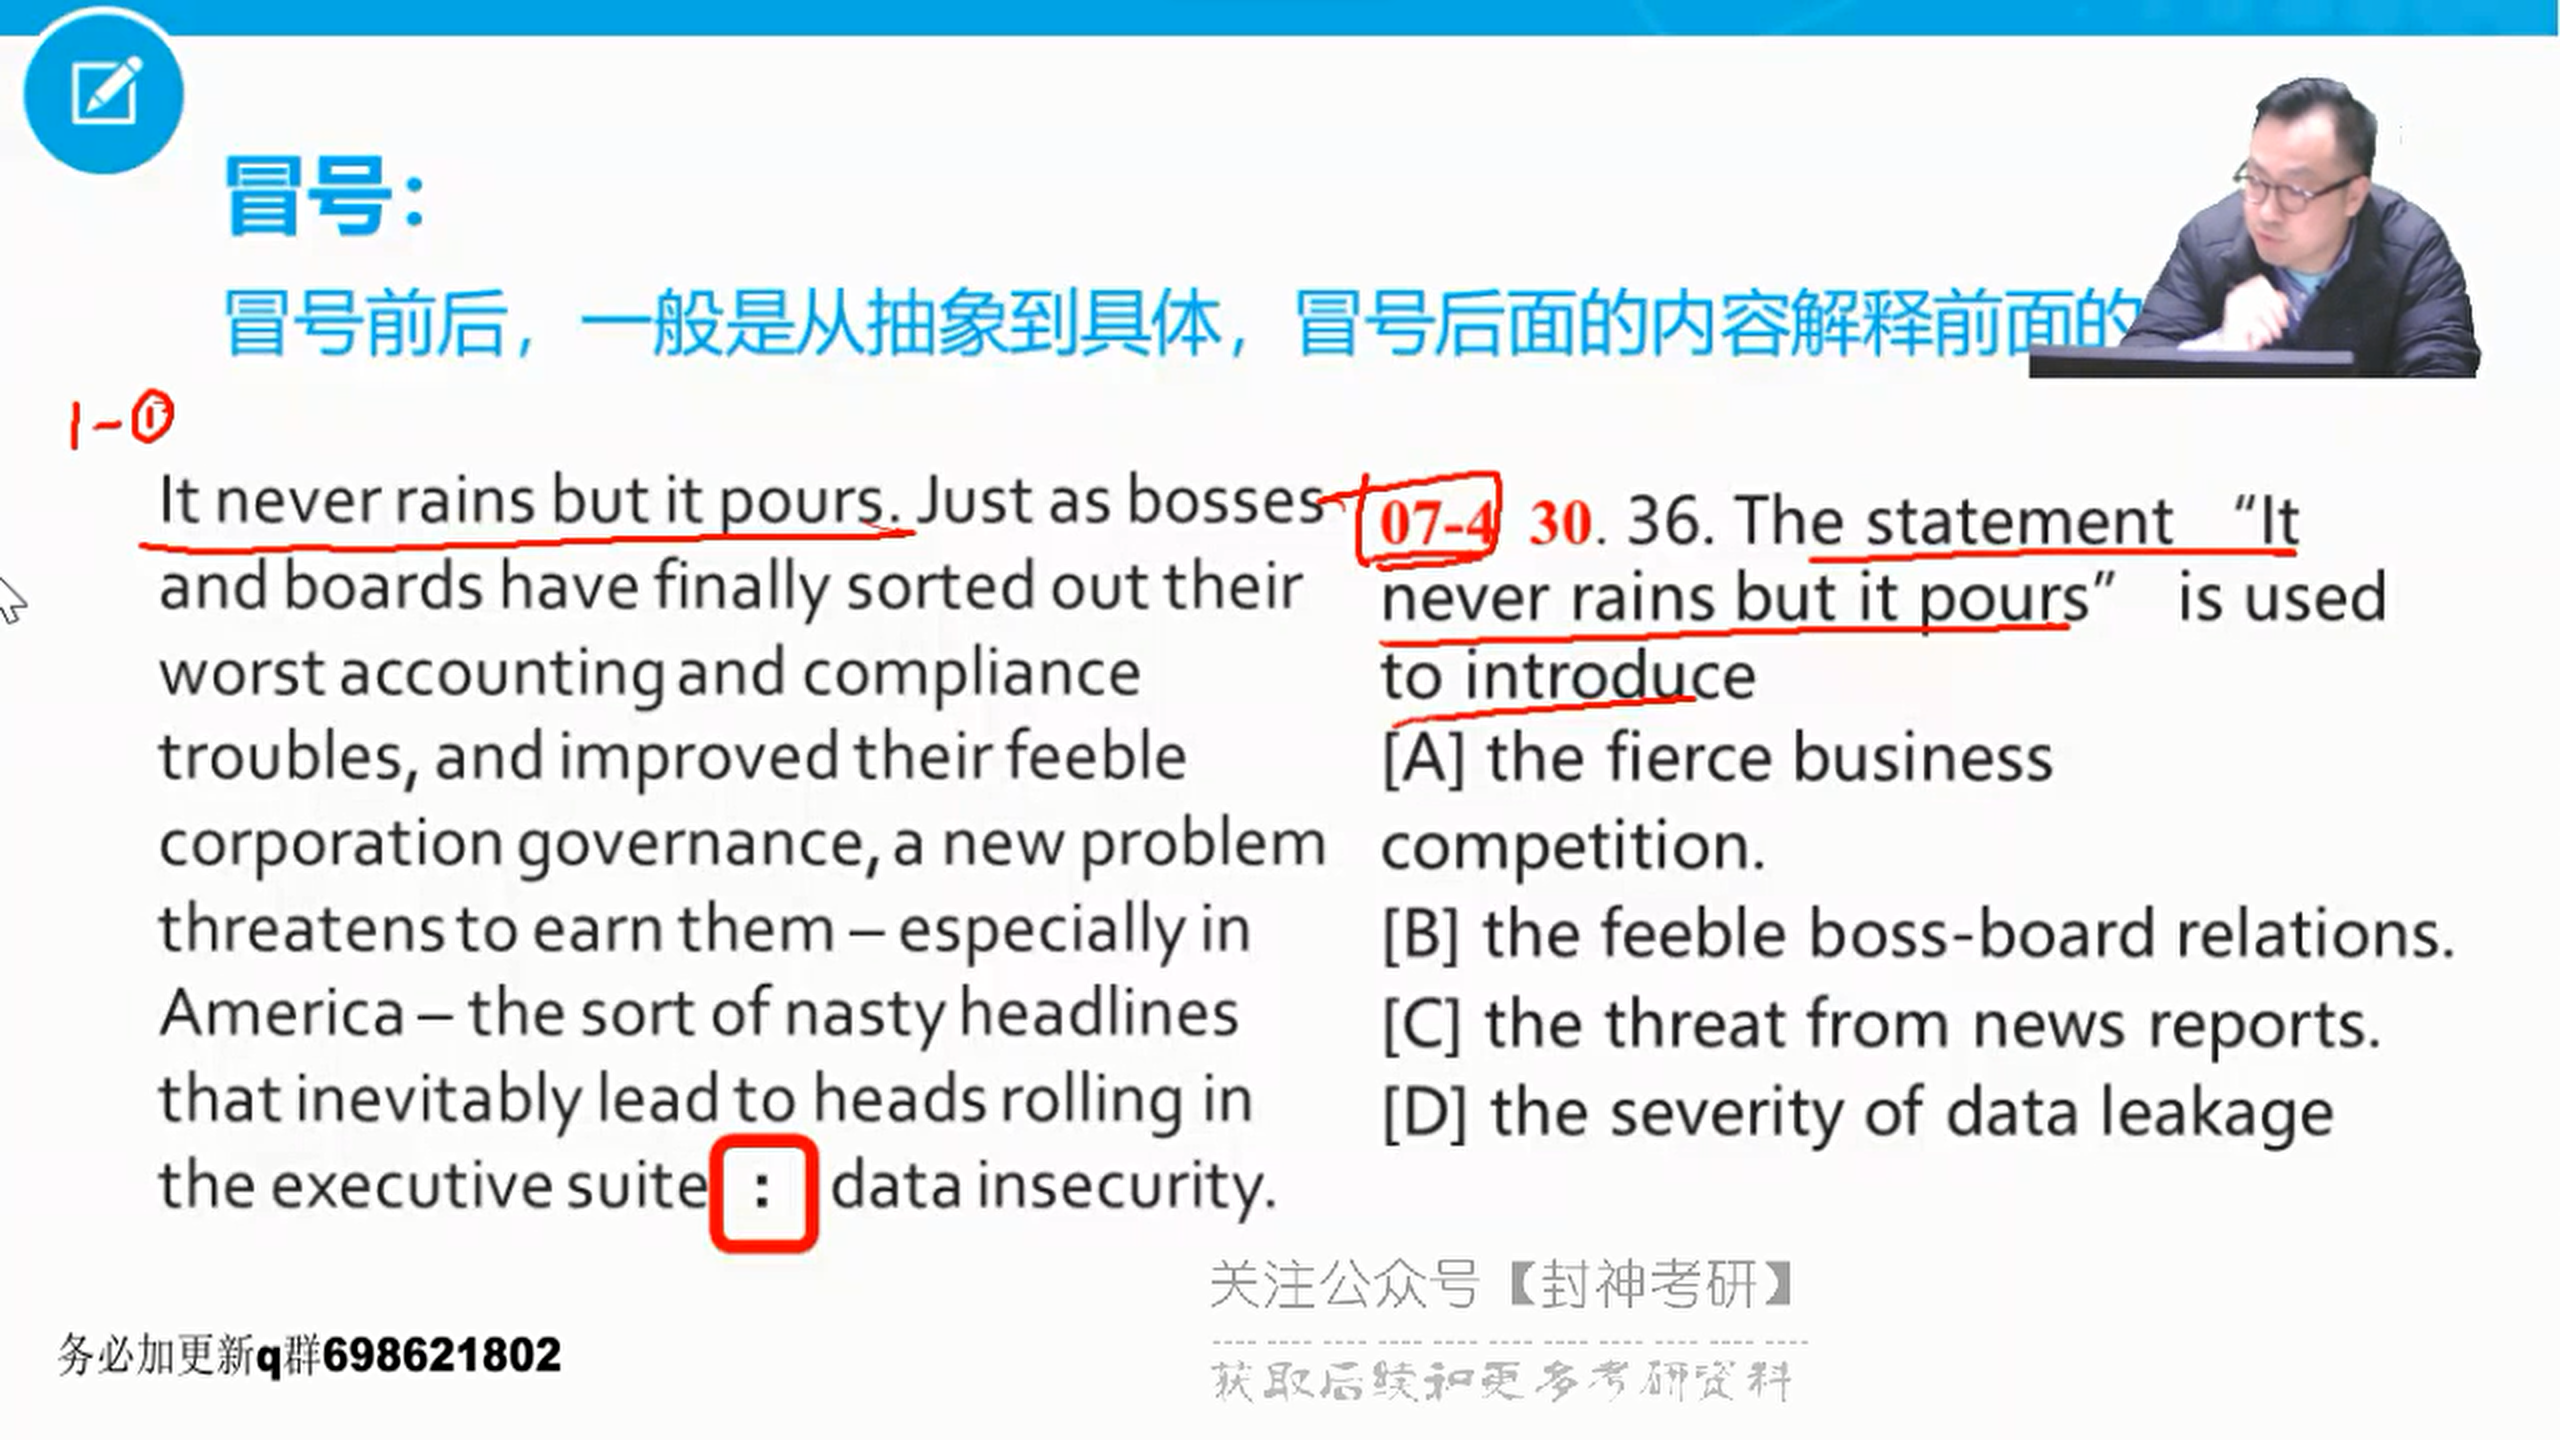 冒号：
冒号前后，一般是从抽象到具体，冒号后面的内容解释前面的
1-①
It never rains but it pours. Just as bosses
and boards have finally sorted out their
worst accounting and compliance
troubles, and improved their feeble
corporation governance, a new problem
threatens to earn them – especially in
America – the sort of nasty headlines
that inevitably lead to heads rolling in
the executive suite : data insecurity.
07-4 30. 36. The statement “It
never rains but it pours” is used
to introduce
[A] the fierce business
competition.
[B] the feeble boss-board relations.
[C] the threat from news reports.
[D] the severity of data leakage
关注公众号【封神考研】
获取后续和更多考研资料
务必加更新q群698621802